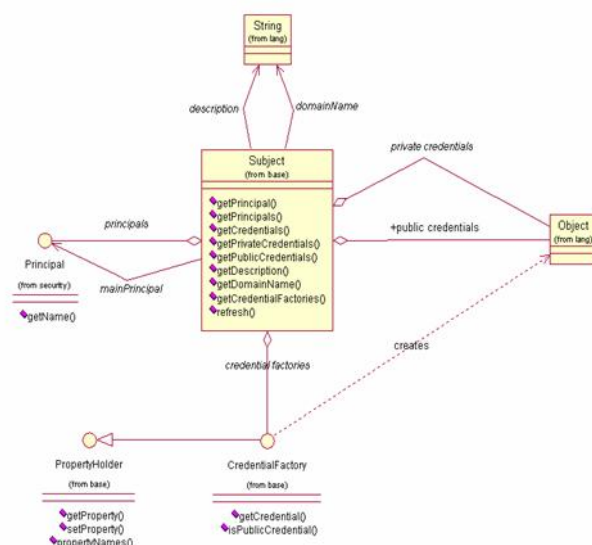 String
(from lang)
description
domainName
Subject
(from base)
getPrincipal()
getPrincipals()
getCredentials()
getPrivateCredentials()
getPublicCredentials()
getDescription()
getDomainName()
getCredentialFactories()
refresh()
private credentials
+public credentials
Object
(from lang)
principals
mainPrincipal
Principal
(from security)
getName()
credential factories
creates
PropertyHolder
(from base)
getProperty()
setProperty()
propertyNames()
CredentialFactory
(from base)
getCredential()
isPublicCredential()